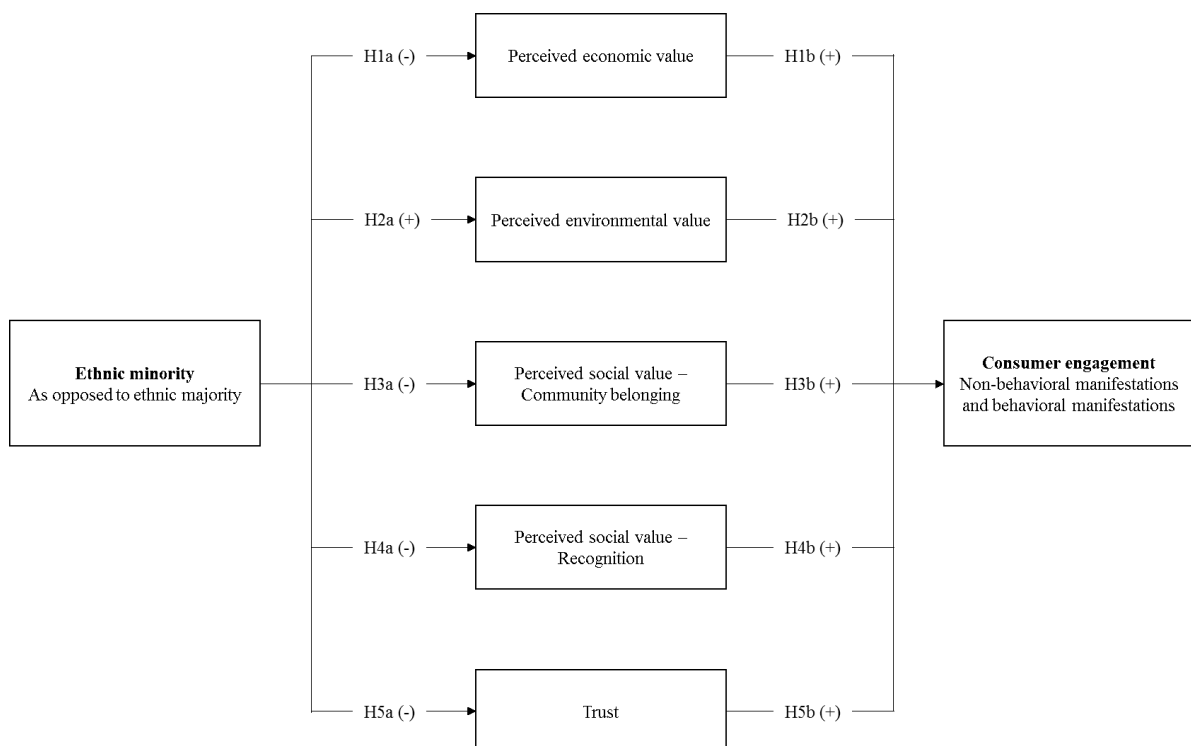 H1a (-)
Perceived economic value
H1b (+)
H2a (+)
Perceived environmental value
H2b (+)
Ethnic minority
As opposed to ethnic majority
H3a (-)
Perceived social value –
Community belonging
H3b (+)
Consumer engagement
Non-behavioral manifestations
and behavioral manifestations
H4a (-)
Perceived social value –
Recognition
H4b (+)
H5a (-)
Trust
H5b (+)